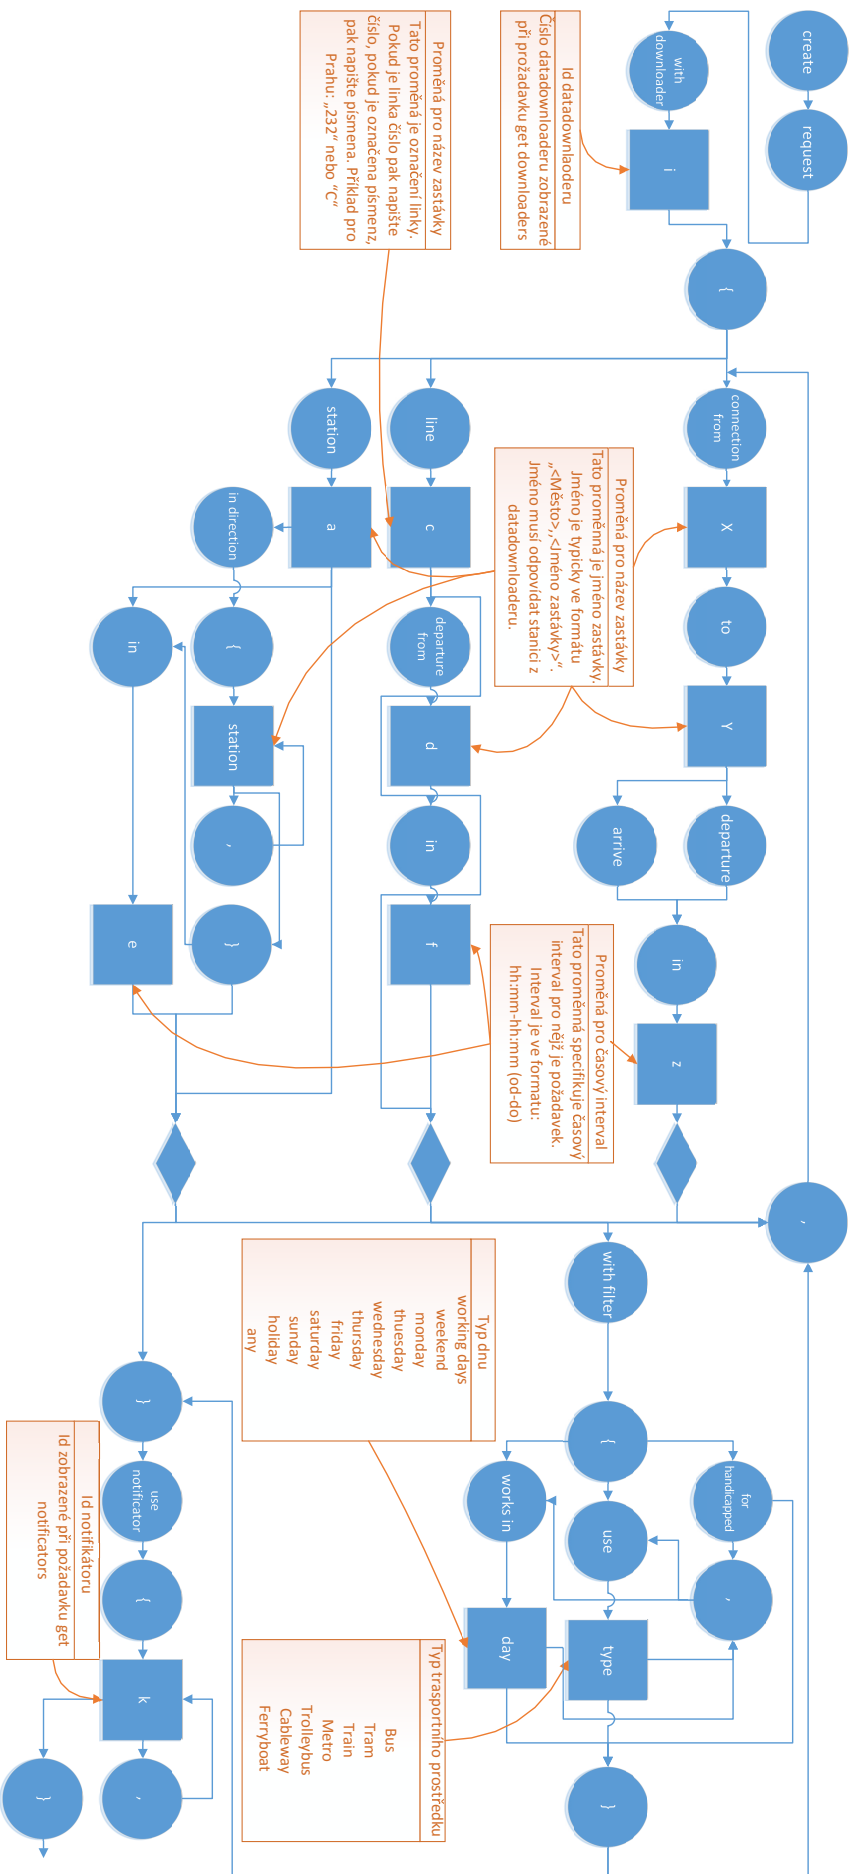 create
request
with
downloader
i
{
Id datadownlaoderu
Číslo datadownloaderu zobrazené
při prožadavku get downloaders
Proměná pro název zastávky
Tato proměná je označení linky.
Pokud je linka číslo pak napište
číslo, pokud je označena písmenz,
pak napište písmena. Příklad pro
Prahu: „232“ nebo “C“
connection
from
X
to
Y
departure
arrive
in
z
line
c
departure
from
d
in
f
station
a
in direction
{
station
,
}
in
e
Proměná pro název zastávky
Tato proměnná je jméno zastávky.
Jméno je typicky ve formátu
„<Město>,,<Jméno zastávky>“.
Jméno musí odpovídat stanici z
datadownloaderu.
Proměná pro časový interval
Tato proměnná specifikuje časový
interval pro nějž je požadavek.
Interval je ve formatu:
hh:mm-hh:mm (od-do)
,
with filter
{
for
handicapped
,
use
type
works in
day
}
Typ dnu
working days
weekend
monday
thuesday
wednesday
thursday
friday
saturday
sunday
holiday
any
Typ trasportního prostředku
Bus
Tram
Train
Metro
Trolleybus
Cableway
Ferryboat
}
use
notificator
{
k
,
}
Id notifikátoru
Id zobrazené při požadavku get
notificators